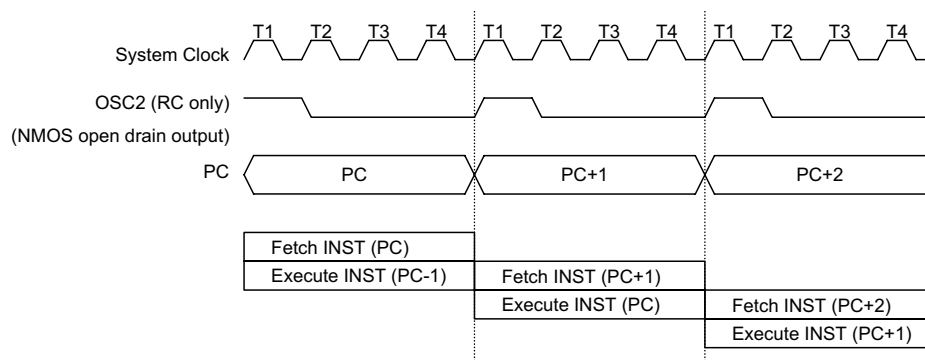 System Clock T1 T2 T3 T4 T1 T2 T3 T4 T1 T2 T3 T4
OSC2 (RC only)
(NMOS open drain output)
PC PC PC+1 PC+2
Fetch INST (PC)
Execute INST (PC-1) Fetch INST (PC+1)
Execute INST (PC) Fetch INST (PC+2)
Execute INST (PC+1)